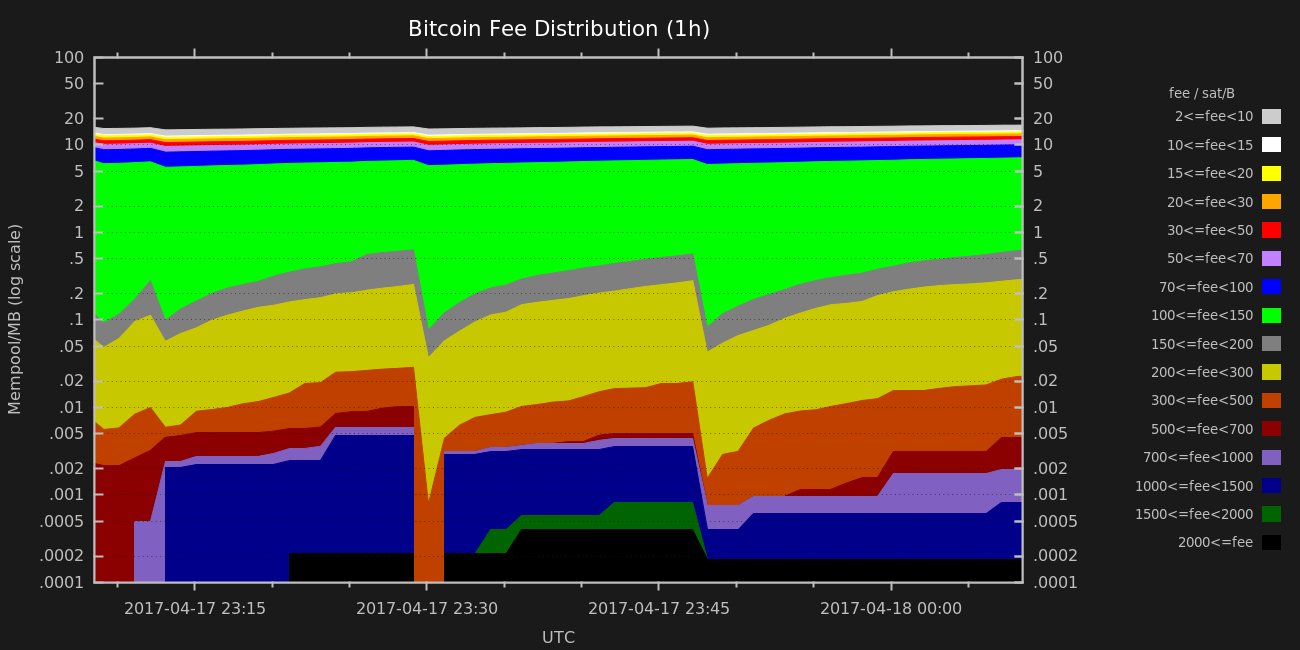 Bitcoin Fee Distribution (1h)
Mempool/MB (log scale)
100
50
20
10
5
2
1
.5
.2
.1
.05
.02
.01
.005
.002
.001
.0005
.0002
.0001
100
50
20
10
5
2
1
.5
.2
.1
.05
.02
.01
.005
.002
.001
.0005
.0002
.0001
2017-04-17 23:15
2017-04-17 23:30
2017-04-17 23:45
2017-04-18 00:00
UTC
fee / sat/B
2<=fee<10
10<=fee<15
15<=fee<20
20<=fee<30
30<=fee<50
50<=fee<70
70<=fee<100
100<=fee<150
150<=fee<200
200<=fee<300
300<=fee<500
500<=fee<700
700<=fee<1000
1000<=fee<1500
1500<=fee<2000
2000<=fee